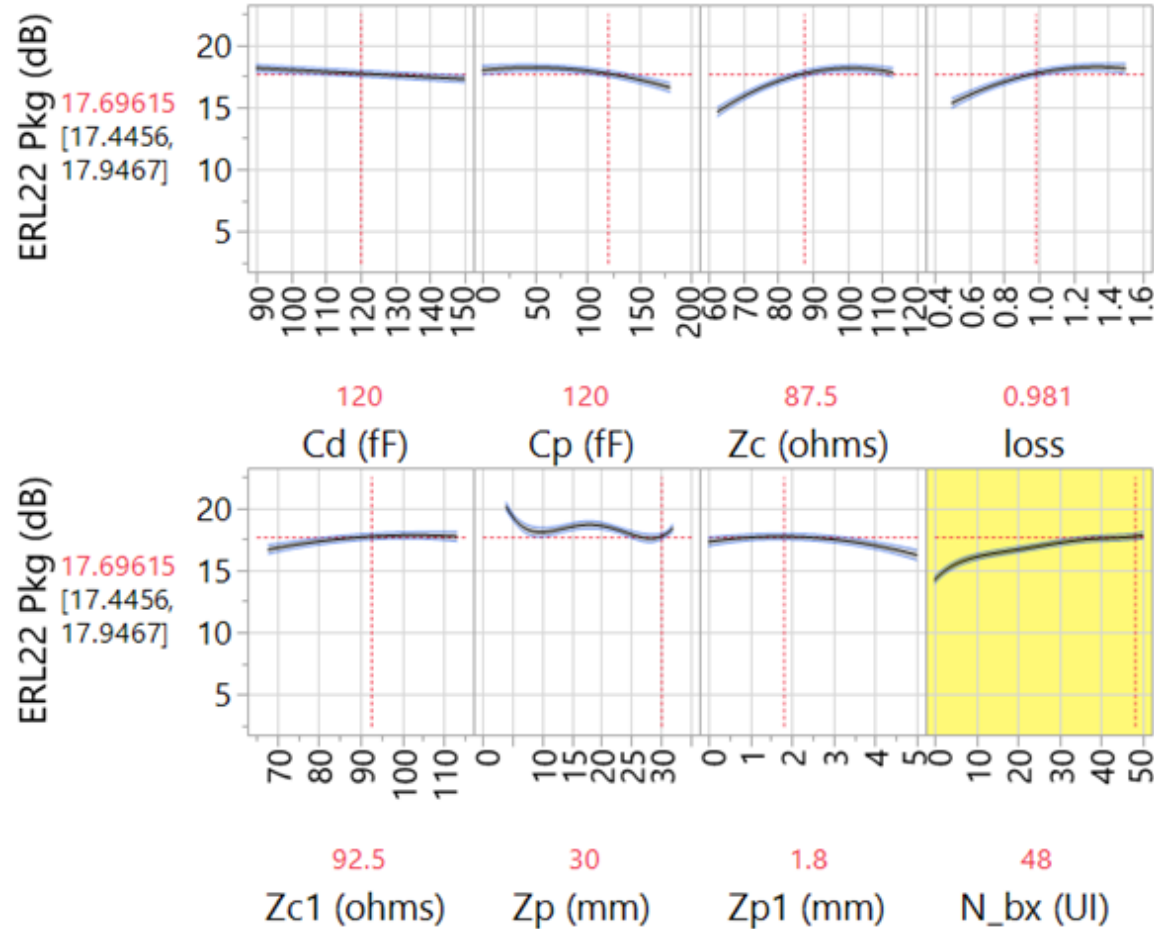 ERL22 Pkg (dB)
17.69615
[17.4456,
17.9467]
20
15
10
5
90 100 110 120 130 140 150
0 50 100 150 200
60 70 80 90 100 110 120
0.4 0.6 0.8 1.0 1.2 1.4 1.6
120 120 87.5 0.981
Cd (fF) Cp (fF) Zc (ohms) loss
ERL22 Pkg (dB)
17.69615
[17.4456,
17.9467]
20
15
10
5
70 80 90 100 110
0 10 15 20 25 30
0 1 2 3 4 5
0 10 20 30 40 50
92.5 30 1.8 48
Zc1 (ohms) Zp (mm) Zp1 (mm) N_bx (UI)